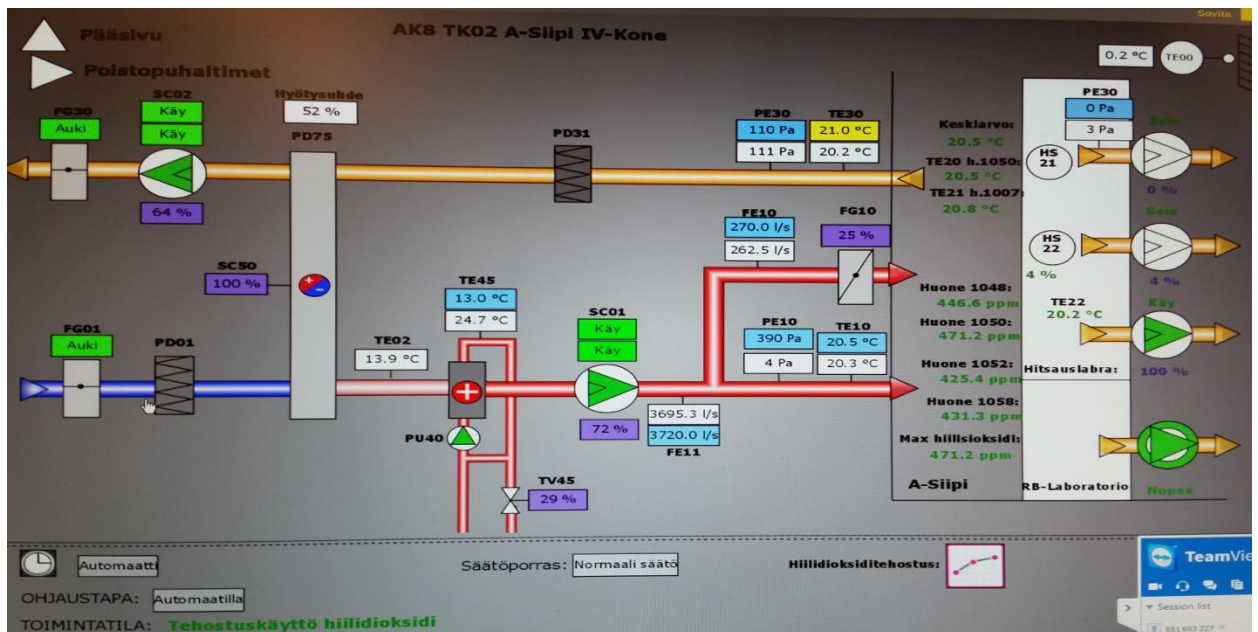 Sovita
Pääsivu
AK8 TK02 A-Siipi IV-Kone
0.2 °C
TE00
Poistopuhaltimet
SC02
Käy
Käy
64 %
FG30
Auki
Hyötysuhde
52 %
PD75
PD31
PE30
110 Pa
111 Pa
TE30
21.0 °C
20.2 °C
Keskiarvo:
20.5 °C
TE20 h.1050:
20.5 °C
TE21 h.1007:
20.8 °C
HS
21
PE30
0 Pa
3 Pa
Seis
0 %
FE10
270.0 l/s
262.5 l/s
FG10
25 %
HS
22
4 %
Seis
4 %
SC50
100 %
TE45
13.0 °C
24.7 °C
SC01
Käy
Käy
72 %
Huone 1048:
446.6 ppm
TE22
20.2 °C
Käy
100 %
FG01
Auki
PD01
TE02
13.9 °C
PE10
390 Pa
4 Pa
TE10
20.5 °C
20.3 °C
Huone 1050:
471.2 ppm
Huone 1052:
425.4 ppm
Hitsauslabra:
Huone 1058:
431.3 ppm
3695.3 l/s
3720.0 l/s
FE11
PU40
Max hiilisioksidi:
471.2 ppm
TV45
29 %
A-Siipi
RB-Laboratorio
Nopea
Automaatti
Säätöporras:
Normaali säätö
Hiilidioksiditehostus:
OHJAUSTAPA:
Automaatilla
TOIMINTATILA:
Tehostuskäyttö hiilidioksidi
TeamVie
Session list
851 693 227